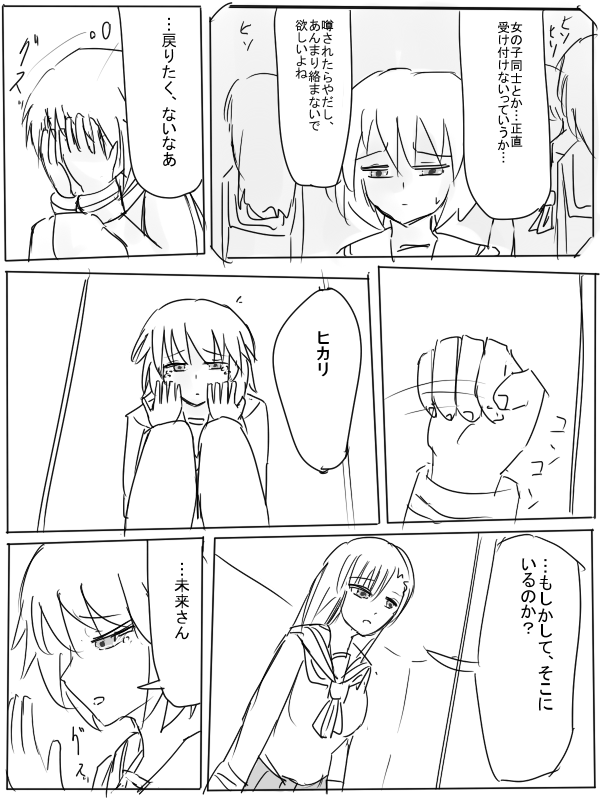 女の子同士とか…正直
受け付けないっていうか…
噂されたらやだし、
あんまり絡まないで
欲しいよね
ヒソ
ヒソ
…戻りたく、ないなあ
グスッ
コン
コン
ヒカリ
…もしかして、そこに
いるのか？
…未来さん
グスッ